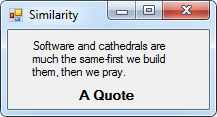 Similarity
Software and cathedrals are
much the same-first we build
them, then we pray.
A Quote